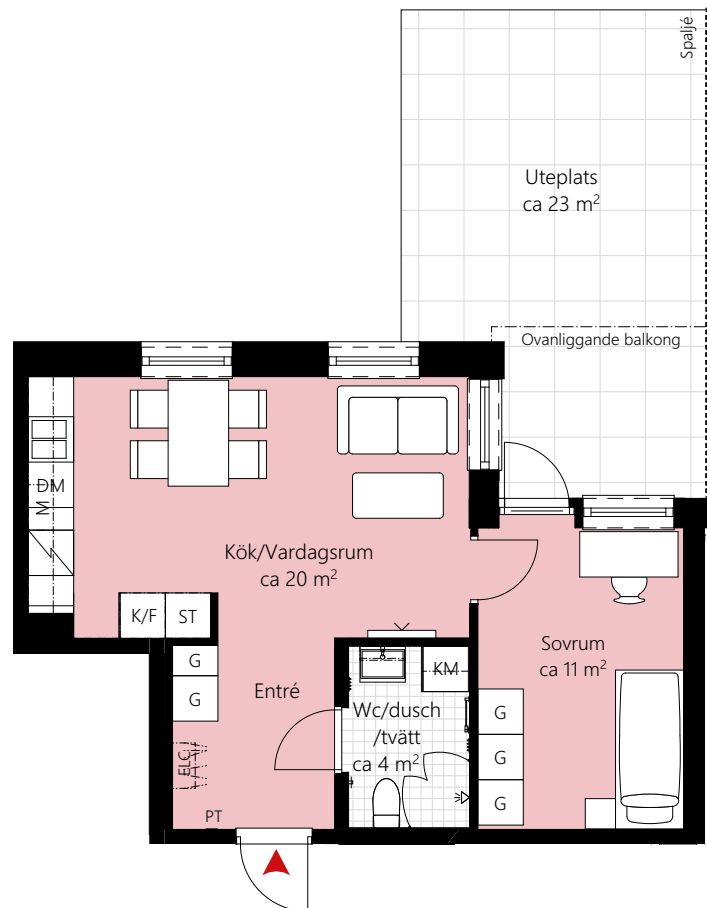 Spaljé
Uteplats
ca 23 m²
Ovanliggande balkong
DM
M
Kök/Vardagsrum
ca 20 m²
K/F
ST
Sovrum
ca 11 m²
G
G
Entré
KM
Wc/dusch
/tvätt
ca 4 m²
G
G
G
ELC
PT